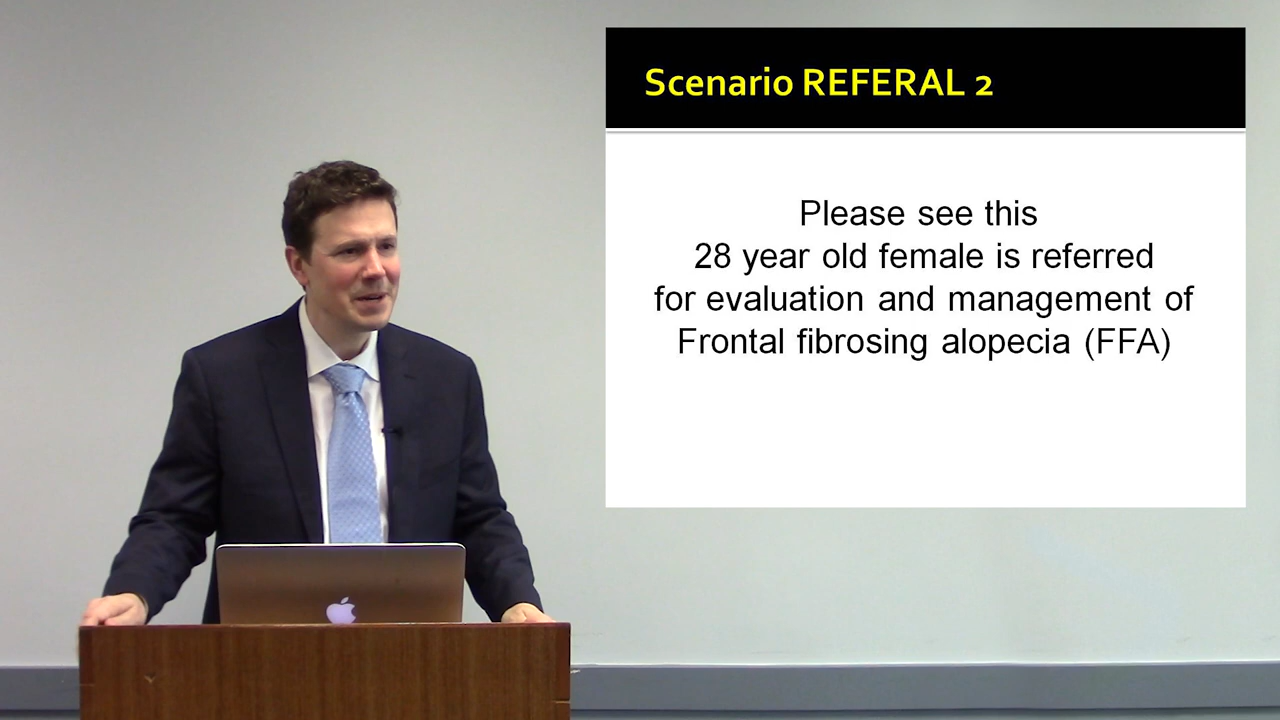 Scenario REFERAL 2
Please see this
28 year old female is referred
for evaluation and management of
Frontal fibrosing alopecia (FFA)